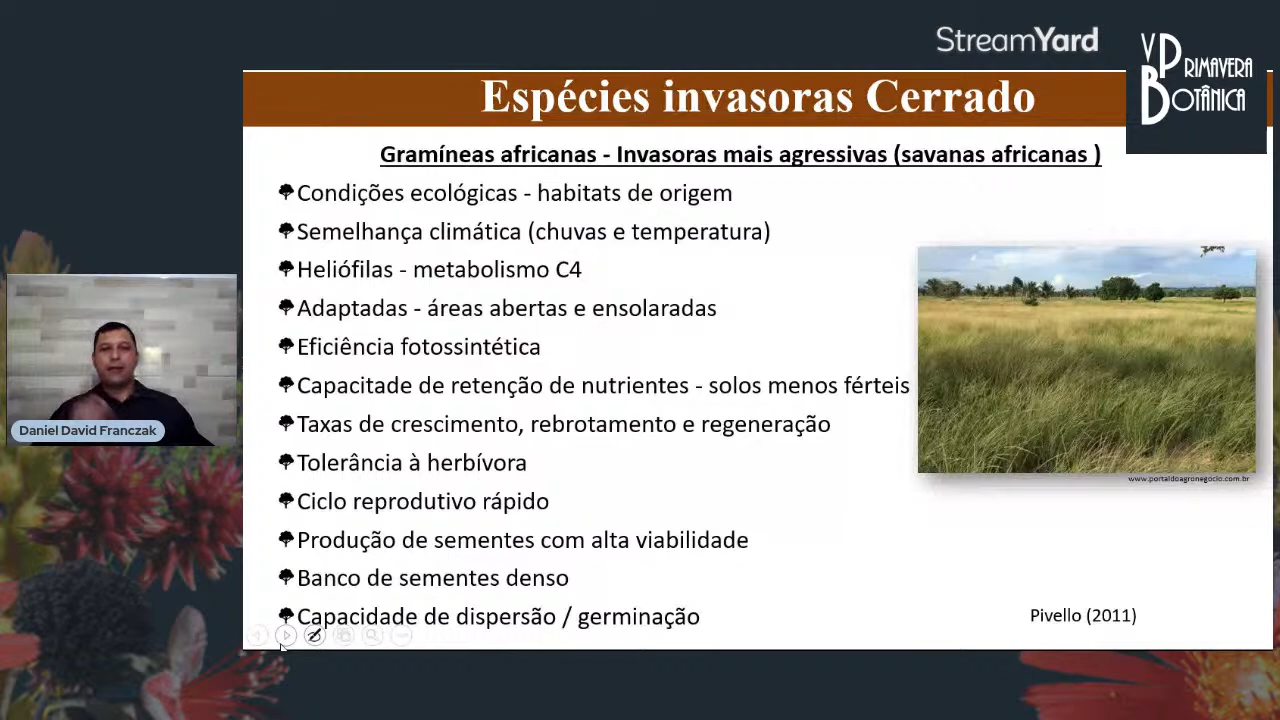 StreamYard
V PRIMAVERA
BOTÂNICA
Espécies invasoras Cerrado
Gramíneas africanas - Invasoras mais agressivas (savanas africanas )
Condições ecológicas - habitats de origem
Semelhança climática (chuvas e temperatura)
Heliófilas - metabolismo C4
Adaptadas - áreas abertas e ensolaradas
Eficiência fotossintética
Capacitade de retenção de nutrientes - solos menos férteis
Taxas de crescimento, rebrotamento e regeneração
Tolerância à herbívora
Ciclo reprodutivo rápido
Produção de sementes com alta viabilidade
Banco de sementes denso
Capacidade de dispersão / germinação
www.portaldoagronegocio.com.br
Pivello (2011)
Daniel David Franczak